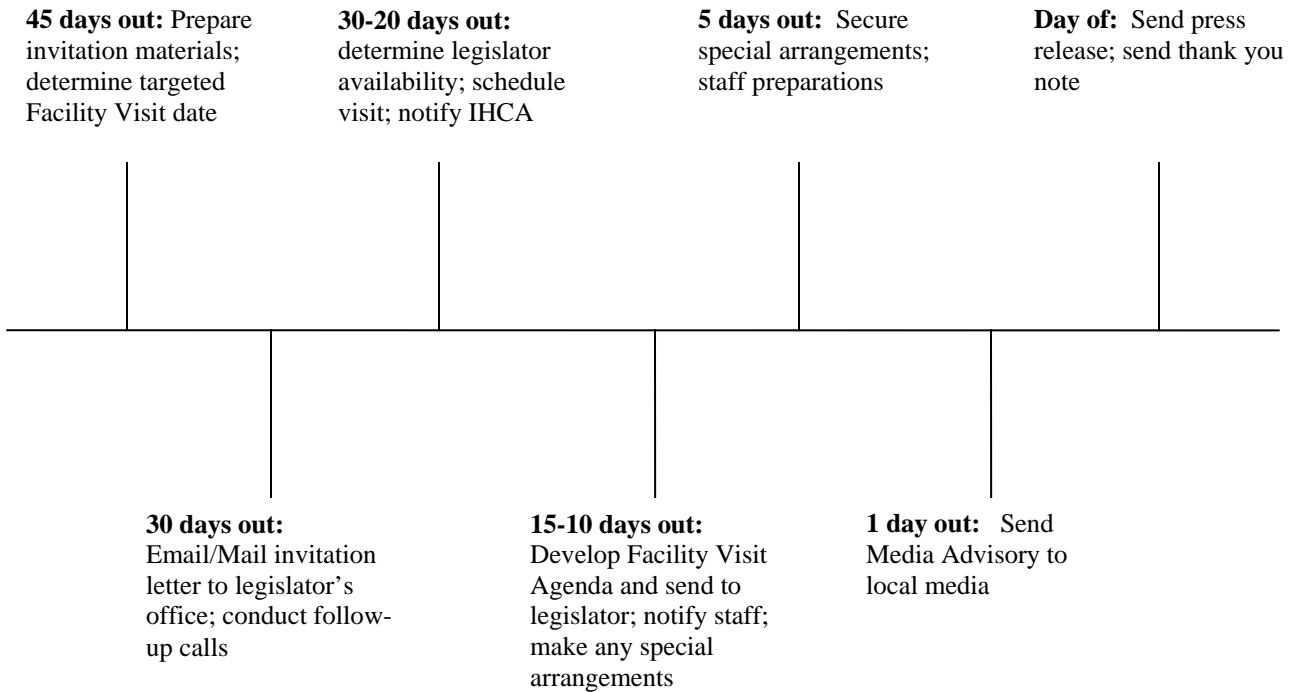 45 days out: Prepare
invitation materials;
determine targeted
Facility Visit date
30-20 days out:
determine legislator
availability; schedule
visit; notify IHCA
5 days out:  Secure
special arrangements;
staff preparations
Day of:  Send press
release; send thank you
note
30 days out:
Email/Mail invitation
letter to legislator’s
office; conduct follow-
up calls
15-10 days out:
Develop Facility Visit
Agenda and send to
legislator; notify staff;
make any special
arrangements
1 day out:   Send
Media Advisory to
local media